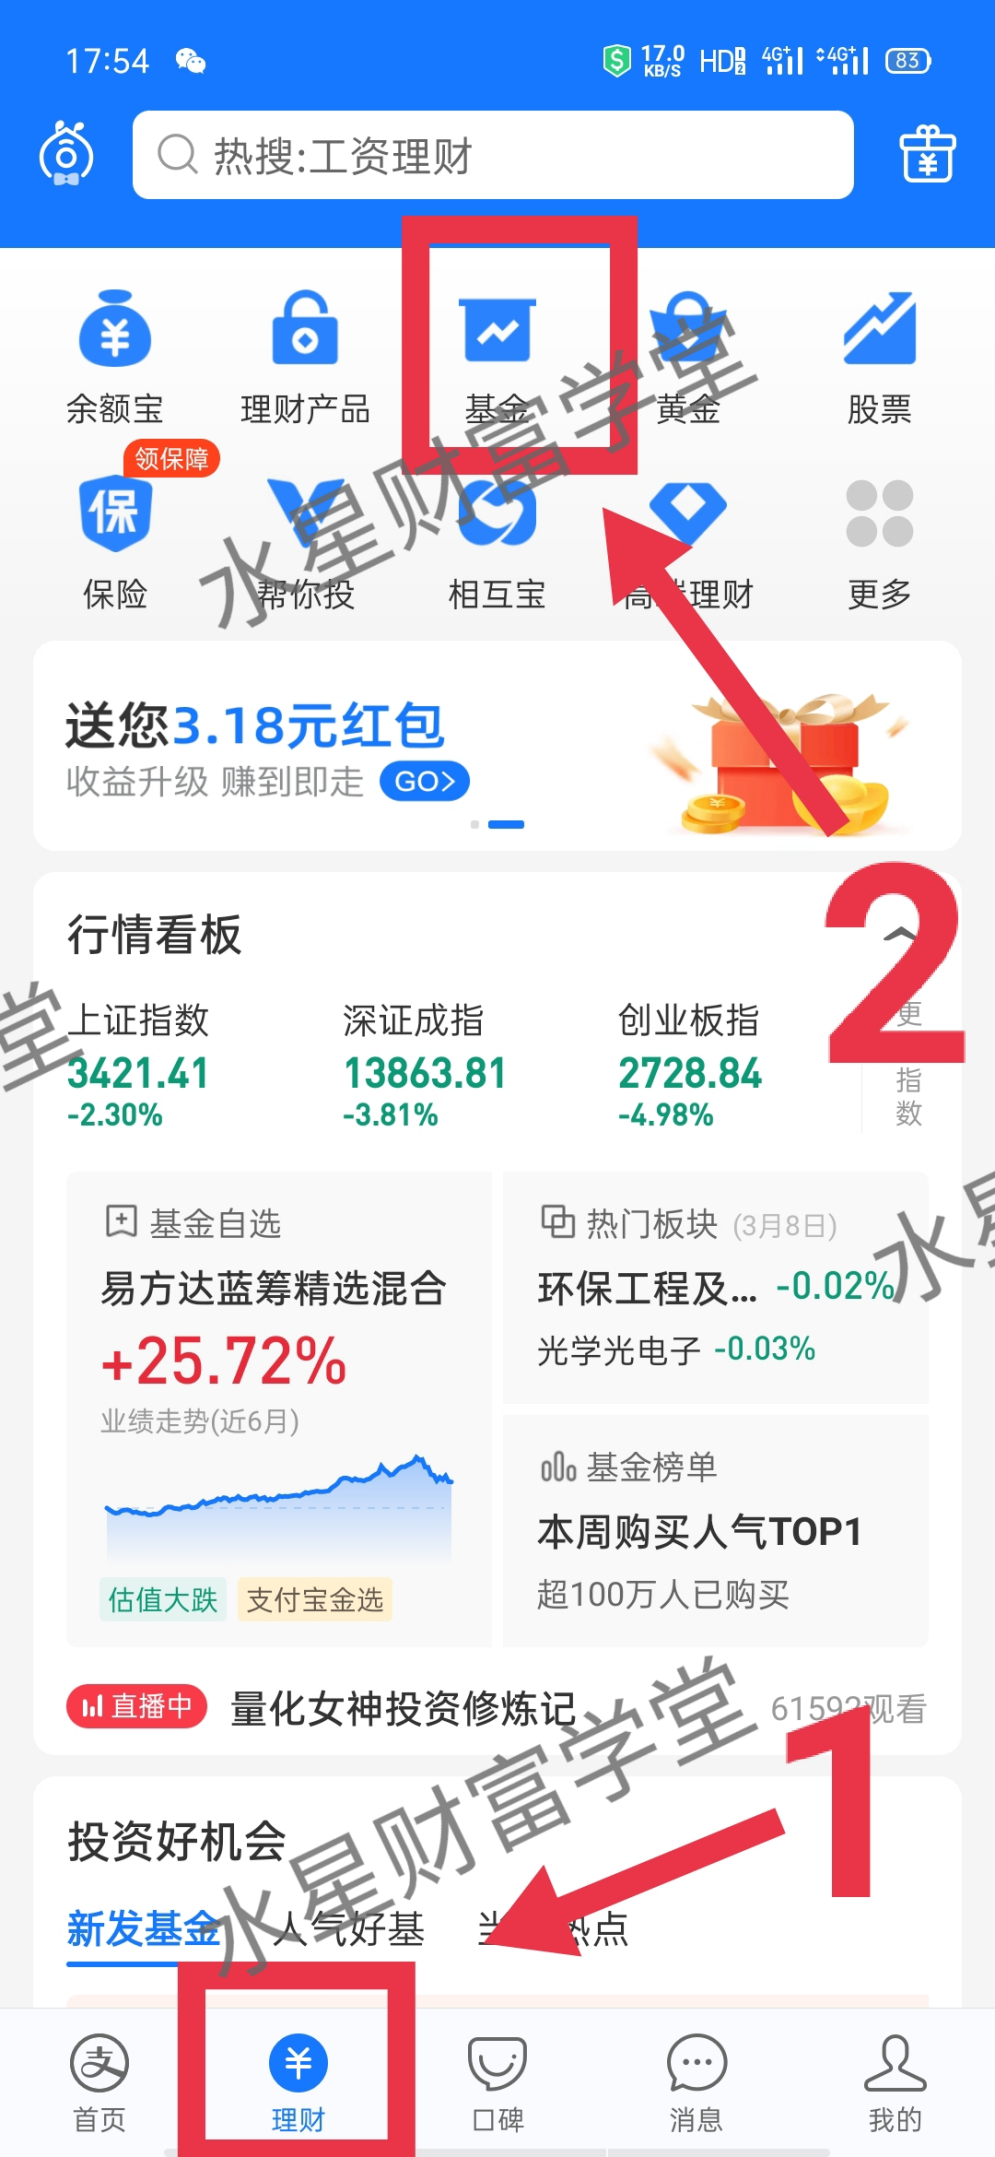 17:54
17.0 KB/S HD 4G+ 4G+ 83
热搜:工资理财
余额宝 理财产品 基金 黄金 股票
领保障
保
保险 帮你投 相互宝 高端理财 更多
水星财富学堂
送您3.18元红包
收益升级 赚到即走 GO>
2
行情看板
上证指数 深证成指 创业板指
3421.41 13863.81 2728.84
-2.30% -3.81% -4.98%
更
指
数
堂
基金自选
易方达蓝筹精选混合
+25.72%
业绩走势(近6月)
估值大跌 支付宝金选
热门板块 (3月8日)
环保工程及... -0.02%
光学光电子 -0.03%
水星
基金榜单
本周购买人气TOP1
超100万人已购买
直播中 量化女神投资修炼记 61592观看
1
投资好机会
水星财富学堂
新发基金 人气好基 当 热点
首页 理财 口碑 消息 我的